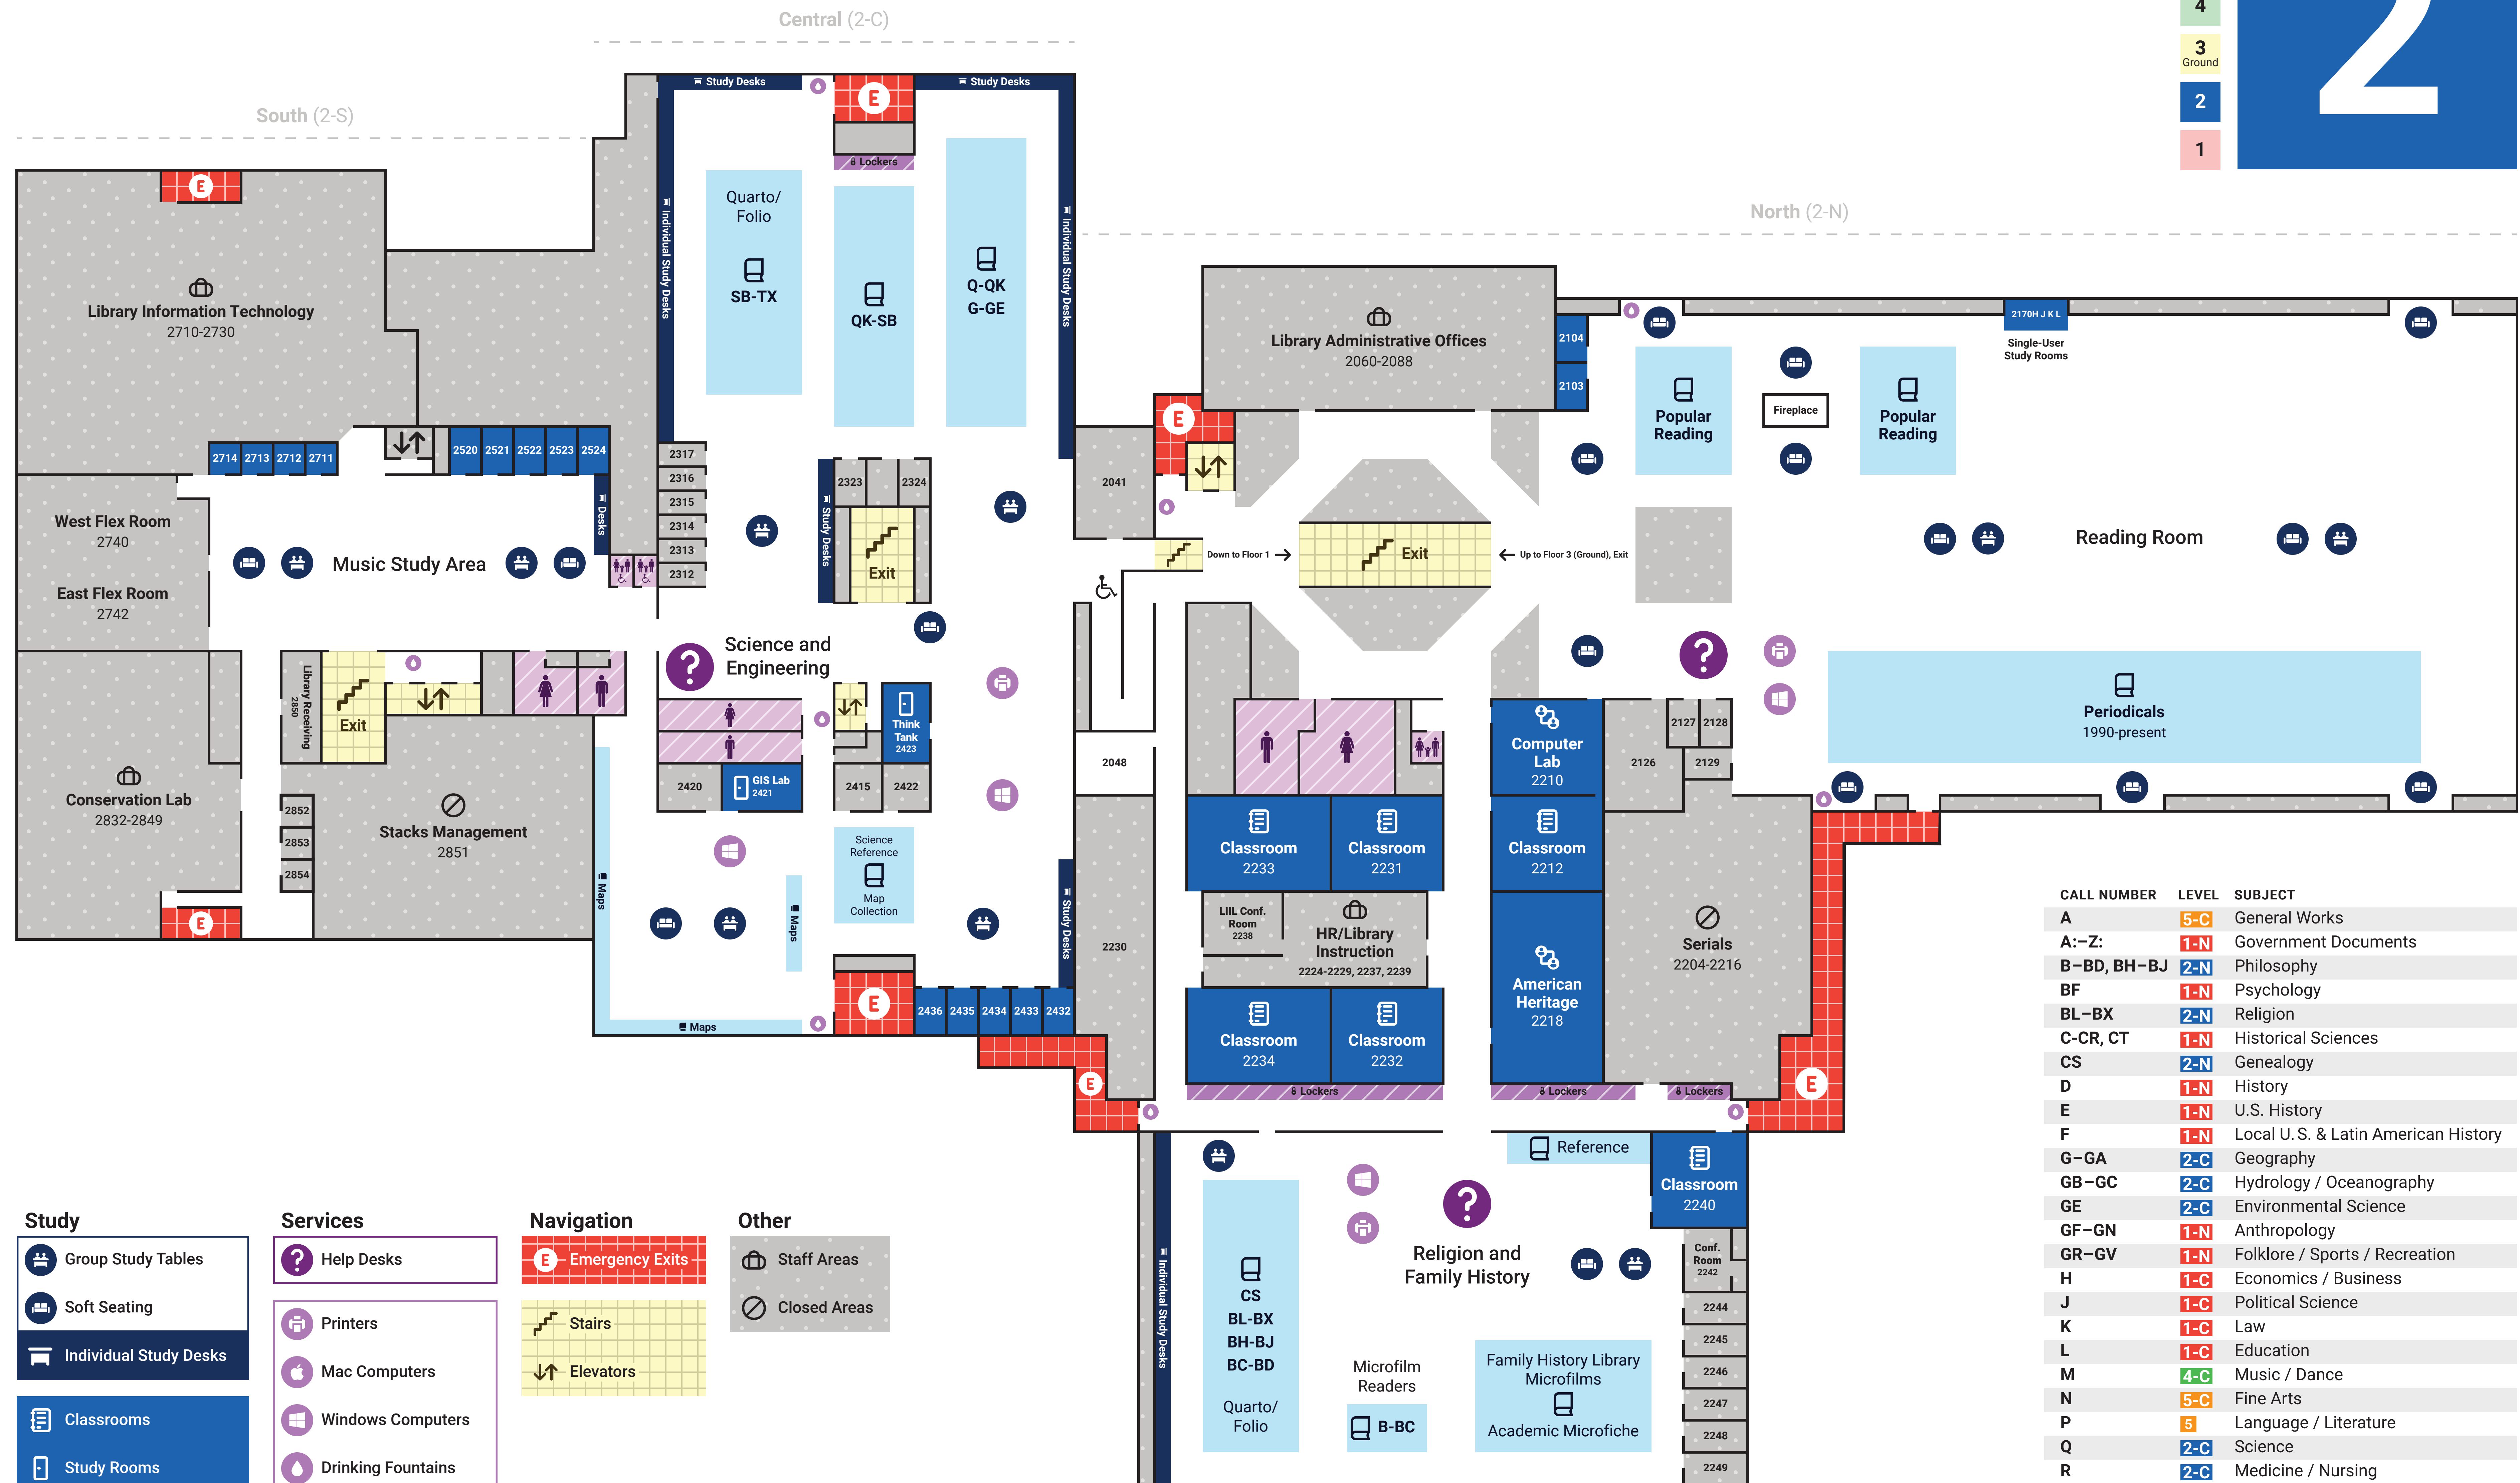 Central (2-C)
South (2-S)
North (2-N)
4
3
Ground
2
1
2
Study Desks
E
Study Desks
Lockers
Individual Study Desks
Individual Study Desks
Quarto/
Folio
SB-TX
QK-SB
Q-QK
G-GE
E
Library Information Technology
2710-2730
2714
2713
2712
2711
2520
2521
2522
2523
2524
Desks
West Flex Room
2740
East Flex Room
2742
Music Study Area
2317
2316
2315
2314
2313
2312
2323
2324
Study Desks
Exit
Science and
Engineering
Library Receiving
2850
Exit
Conservation Lab
2832-2849
2852
2853
2854
Stacks Management
2851
E
Think
Tank
2423
2420
GIS Lab
2421
2415
2422
Science
Reference
Map
Collection
Maps
Maps
Maps
Study Desks
E
2436
2435
2434
2433
2432
E
2041
E
Library Administrative Offices
2060-2088
2104
2103
Down to Floor 1
Exit
Up to Floor 3 (Ground), Exit
2048
2230
Popular
Reading
Fireplace
Popular
Reading
2170H J K L
Single-User
Study Rooms
Reading Room
Periodicals
1990-present
Computer
Lab
2210
2126
2127
2128
2129
Classroom
2233
Classroom
2231
Classroom
2212
LIIL Conf.
Room
2238
HR/Library
Instruction
2224-2229, 2237, 2239
American
Heritage
2218
Serials
2204-2216
Classroom
2234
Classroom
2232
Lockers
Lockers
Lockers
E
Reference
Classroom
2240
Individual Study Desks
Religion and
Family History
CS
BL-BX
BH-BJ
BC-BD
Quarto/
Folio
Microfilm
Readers
B-BC
Family History Library
Microfilms
Academic Microfiche
Conf.
Room
2242
2244
2245
2246
2247
2248
2249
Study
Group Study Tables
Soft Seating
Individual Study Desks
Classrooms
Study Rooms
Services
Help Desks
Printers
Mac Computers
Windows Computers
Drinking Fountains
Navigation
E Emergency Exits
Stairs
Elevators
Other
Staff Areas
Closed Areas
CALL NUMBER LEVEL SUBJECT
A 5-C General Works
A:–Z: 1-N Government Documents
B–BD, BH–BJ 2-N Philosophy
BF 1-N Psychology
BL–BX 2-N Religion
C-CR, CT 1-N Historical Sciences
CS 2-N Genealogy
D 1-N History
E 1-N U.S. History
F 1-N Local U.S. & Latin American History
G–GA 2-C Geography
GB–GC 2-C Hydrology / Oceanography
GE 2-C Environmental Science
GF–GN 1-N Anthropology
GR–GV 1-N Folklore / Sports / Recreation
H 1-C Economics / Business
J 1-C Political Science
K 1-C Law
L 1-C Education
M 4-C Music / Dance
N 5-C Fine Arts
P 5 Language / Literature
Q 2-C Science
R 2-C Medicine / Nursing